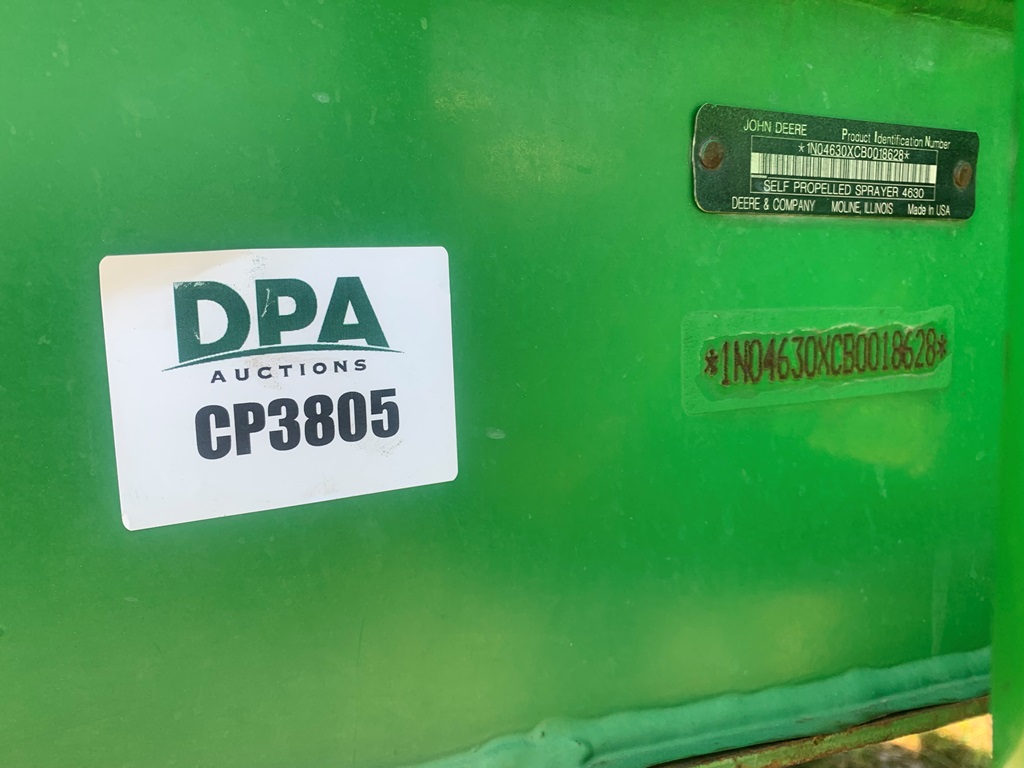 JOHN DEERE Product Identification Number
*1N04630XCB0018628*
SELF PROPELLED SPRAYER 4630
DEERE & COMPANY MOLINE, ILLINOIS Made in USA
DPA
AUCTIONS
CP3805
*1N04630XCB0018628*